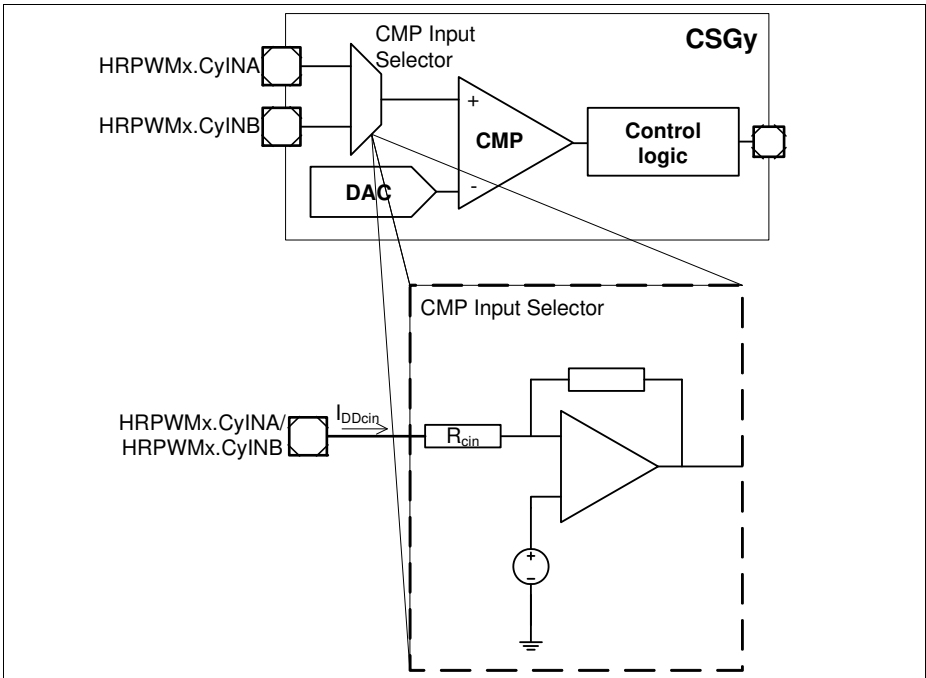 CMP Input
Selector
CSGy
HRPWMx.CyINA
HRPWMx.CyINB
+
CMP
-
Control
logic
DAC
CMP Input Selector
HRPWMx.CyINA/
HRPWMx.CyINB
IDDcin
Rcin
+
-